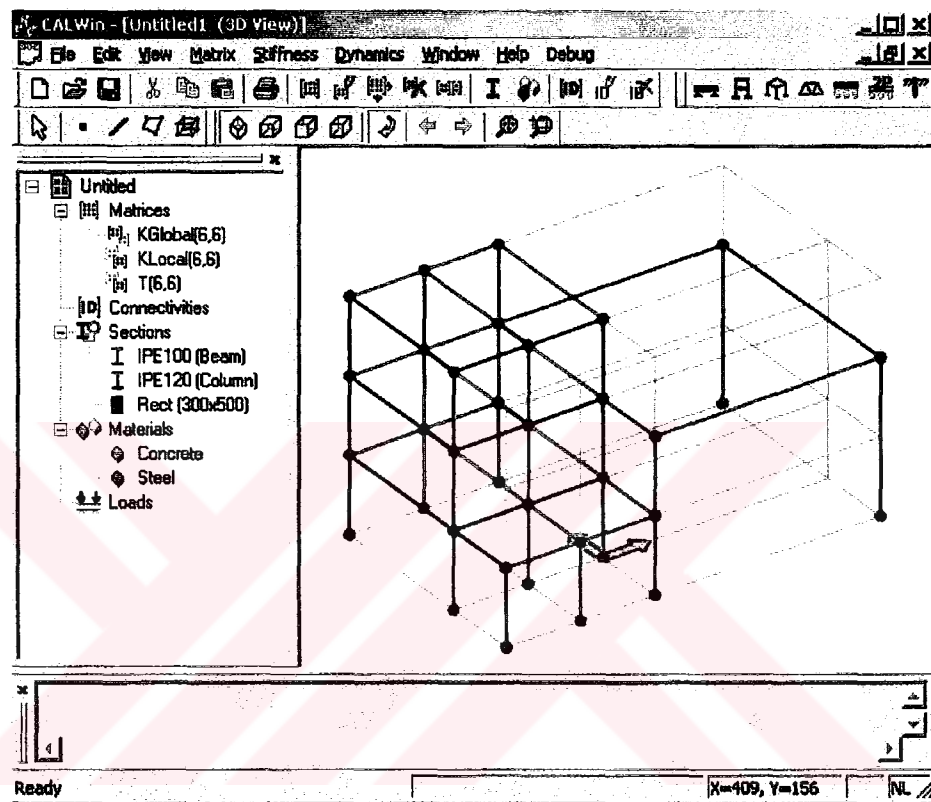 CALWin - [Untitled1 (3D View)]
File Edit View Matrix Stiffness Dynamics Window Help Debug
Untitled
Matrices
KGlobal(6,6)
KLocal(6,6)
T(6,6)
Connectivities
Sections
IPE100 (Beam)
IPE120 (Column)
Rect (300x500)
Materials
Concrete
Steel
Loads
Ready X=409, Y=156 NL